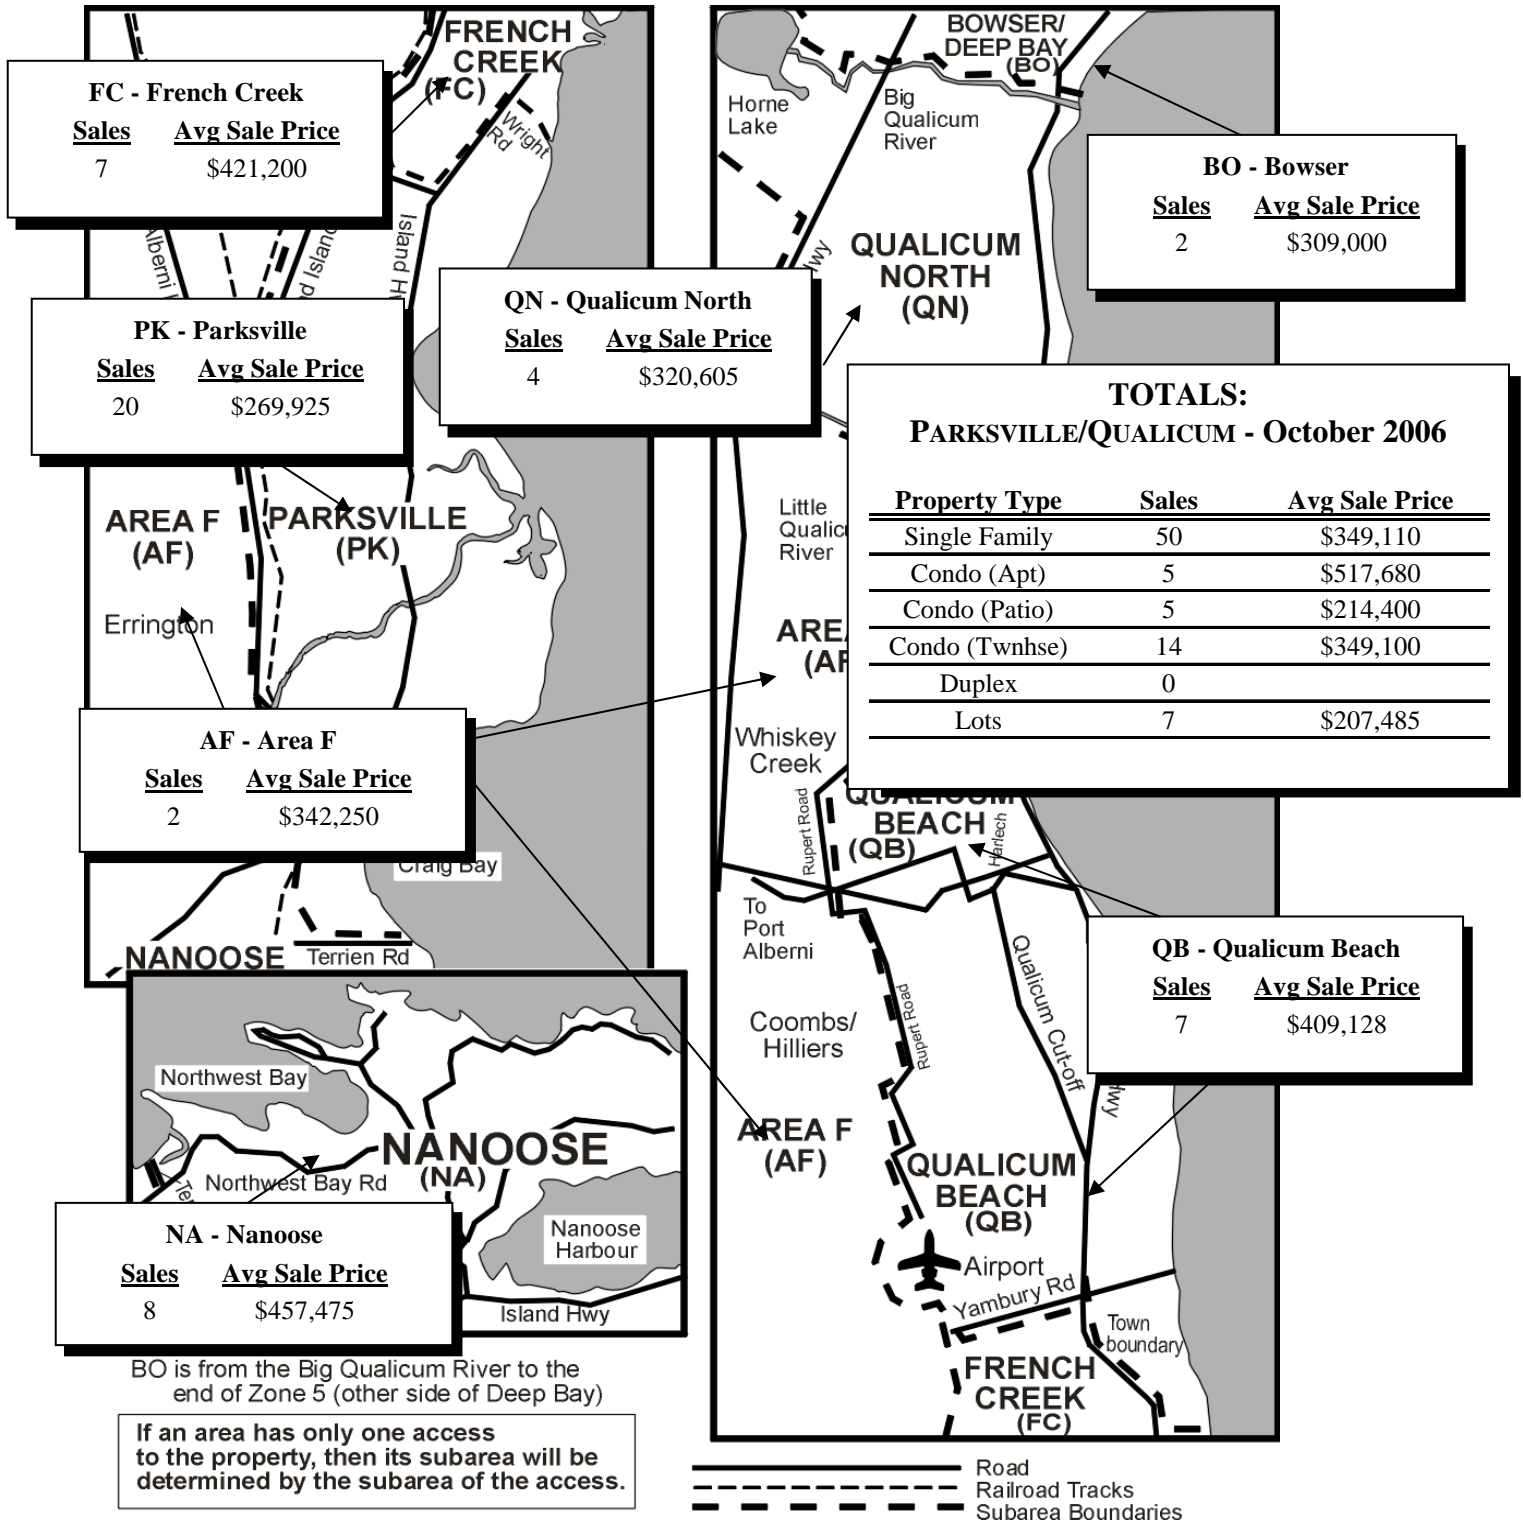 FRENCH
CREEK
(FC)
Wright
Rd
FC - French Creek
Sales Avg Sale Price
7 $421,200
Alberni
Island
PK - Parksville
Sales Avg Sale Price
20 $269,925
AREA F
(AF)
PARKSVILLE
(PK)
Errington
AF - Area F
Sales Avg Sale Price
2 $342,250
Craig Bay
NANOOSE
Terrien Rd
Northwest Bay
NANOOSE
(NA)
Northwest Bay Rd
Nanoose
Harbour
Island Hwy
NA - Nanoose
Sales Avg Sale Price
8 $457,475
BO is from the Big Qualicum River to the
end of Zone 5 (other side of Deep Bay)
If an area has only one access
to the property, then its subarea will be
determined by the subarea of the access.
BOWSER/
DEEP BAY
(BO)
Horne
Lake
Big
Qualicum
River
BO - Bowser
Sales Avg Sale Price
2 $309,000
QUALICUM
NORTH
(QN)
Hwy
QN - Qualicum North
Sales Avg Sale Price
4 $320,605
TOTALS:
PARKSVILLE/QUALICUM - October 2006
Property Type Sales Avg Sale Price
Single Family 50 $349,110
Condo (Apt) 5 $517,680
Condo (Patio) 5 $214,400
Condo (Twnhse) 14 $349,100
Duplex 0
Lots 7 $207,485
Little
River
Whiskey
Creek
Rupert Road
QUALICUM
BEACH
(QB)
Harlech
To
Port
Alberni
QB - Qualicum Beach
Sales Avg Sale Price
7 $409,128
Qualicum Cut-off
Rupert Road
Coombs/
Hilliers
Hwy
AREA F
(AF)
QUALICUM
BEACH
(QB)
Airport
Yambury Rd
Town
boundary
FRENCH
CREEK
(FC)
Road
Railroad Tracks
Subarea Boundaries